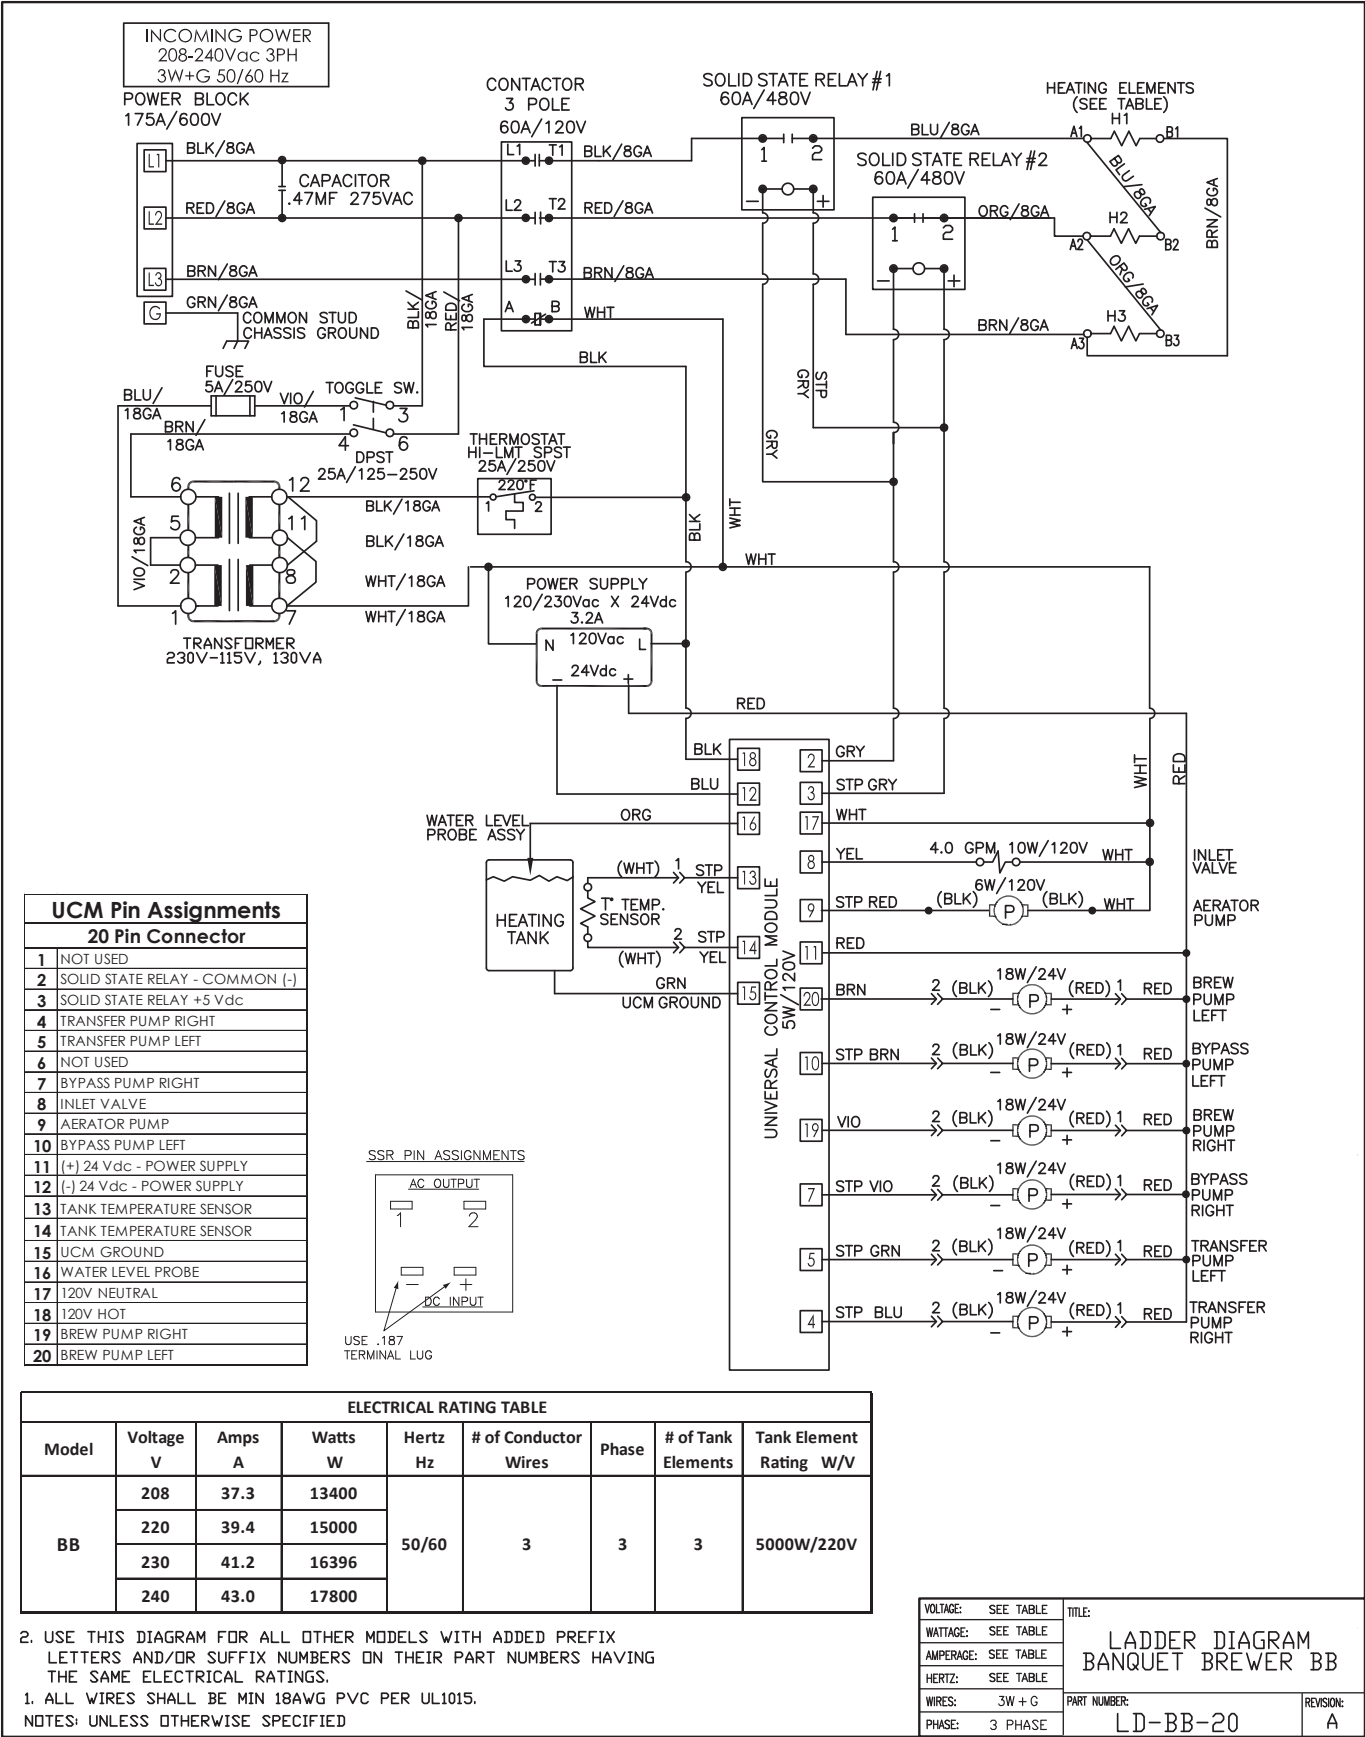 INCOMING POWER
208-240Vac 3PH
3W+G 50/60 Hz
POWER BLOCK
175A/600V
CONTACTOR
3 POLE
60A/120V
SOLID STATE RELAY #1
60A/480V
HEATING ELEMENTS
(SEE TABLE)
L1 BLK/8GA
CAPACITOR
.47MF 275VAC
L1 T1 BLK/8GA
1 2
- +
BLU/8GA
A1 H1 B1
SOLID STATE RELAY #2
60A/480V
L2 RED/8GA
L2 T2 RED/8GA
1 2
- +
ORG/8GA
BLU/8GA
A2 H2 B2
BRN/8GA
L3 BRN/8GA
L3 T3 BRN/8GA
ORG/8GA
G GRN/8GA
COMMON STUD
CHASSIS GROUND
BLK/
18GA
RED/
18GA
A B WHT
BLK
BRN/8GA
A3 H3 B3
FUSE
5A/250V
BLU/
18GA
VIO/
18GA
TOGGLE SW.
1 3
4 6
BRN/
18GA
DPST
25A/125-250V
THERMOSTAT
HI-LMT SPST
25A/250V
220°F
1 2
GRY
STP
GRY
GRY
6 12
5 11
2 8
1 7
VIO/18GA
BLK/18GA
BLK/18GA
WHT/18GA
WHT/18GA
TRANSFORMER
230V-115V, 130VA
BLK
WHT
WHT
POWER SUPPLY
120/230Vac X 24Vdc
3.2A
N 120Vac L
24Vdc
- +
RED
WHT
RED
UNIVERSAL CONTROL MODULE
5W/120V
BLK 18
BLU 12
ORG 16
WATER LEVEL
PROBE ASSY
HEATING
TANK
T° TEMP.
SENSOR
(WHT) 1 STP
YEL
13
2 STP
(WHT) YEL
14
GRN
UCM GROUND
15
2 GRY
3 STP GRY
17 WHT
8 YEL 4.0 GPM 10W/120V WHT
INLET
VALVE
9 STP RED (BLK) 6W/120V P (BLK) WHT
AERATOR
PUMP
11 RED
20 BRN 2 (BLK) - 18W/24V P + (RED) 1 RED
BREW
PUMP
LEFT
10 STP BRN 2 (BLK) - 18W/24V P + (RED) 1 RED
BYPASS
PUMP
LEFT
19 VIO 2 (BLK) - 18W/24V P + (RED) 1 RED
BREW
PUMP
RIGHT
7 STP VIO 2 (BLK) - 18W/24V P + (RED) 1 RED
BYPASS
PUMP
RIGHT
5 STP GRN 2 (BLK) - 18W/24V P + (RED) 1 RED
TRANSFER
PUMP
LEFT
4 STP BLU 2 (BLK) - 18W/24V P + (RED) 1 RED
TRANSFER
PUMP
RIGHT
UCM Pin Assignments
20 Pin Connector
1 NOT USED
2 SOLID STATE RELAY - COMMON (-)
3 SOLID STATE RELAY +5 Vdc
4 TRANSFER PUMP RIGHT
5 TRANSFER PUMP LEFT
6 NOT USED
7 BYPASS PUMP RIGHT
8 INLET VALVE
9 AERATOR PUMP
10 BYPASS PUMP LEFT
11 (+) 24 Vdc - POWER SUPPLY
12 (-) 24 Vdc - POWER SUPPLY
13 TANK TEMPERATURE SENSOR
14 TANK TEMPERATURE SENSOR
15 UCM GROUND
16 WATER LEVEL PROBE
17 120V NEUTRAL
18 120V HOT
19 BREW PUMP RIGHT
20 BREW PUMP LEFT
SSR PIN ASSIGNMENTS
AC OUTPUT
1 2
- +
DC INPUT
USE .187
TERMINAL LUG
ELECTRICAL RATING TABLE
Model Voltage V Amps A Watts W Hertz Hz # of Conductor Wires Phase # of Tank Elements Tank Element Rating W/V
BB 50/60 3 3 3 5000W/220V
208 37.3 13400
220 39.4 15000
230 41.2 16396
240 43.0 17800
2. USE THIS DIAGRAM FOR ALL OTHER MODELS WITH ADDED PREFIX
LETTERS AND/OR SUFFIX NUMBERS ON THEIR PART NUMBERS HAVING
THE SAME ELECTRICAL RATINGS.
1. ALL WIRES SHALL BE MIN 18AWG PVC PER UL1015.
NOTES: UNLESS OTHERWISE SPECIFIED
VOLTAGE: SEE TABLE
WATTAGE: SEE TABLE
AMPERAGE: SEE TABLE
HERTZ: SEE TABLE
WIRES: 3W + G
PHASE: 3 PHASE
TITLE:
LADDER DIAGRAM
BANQUET BREWER BB
PART NUMBER:
LD-BB-20
REVISION:
A